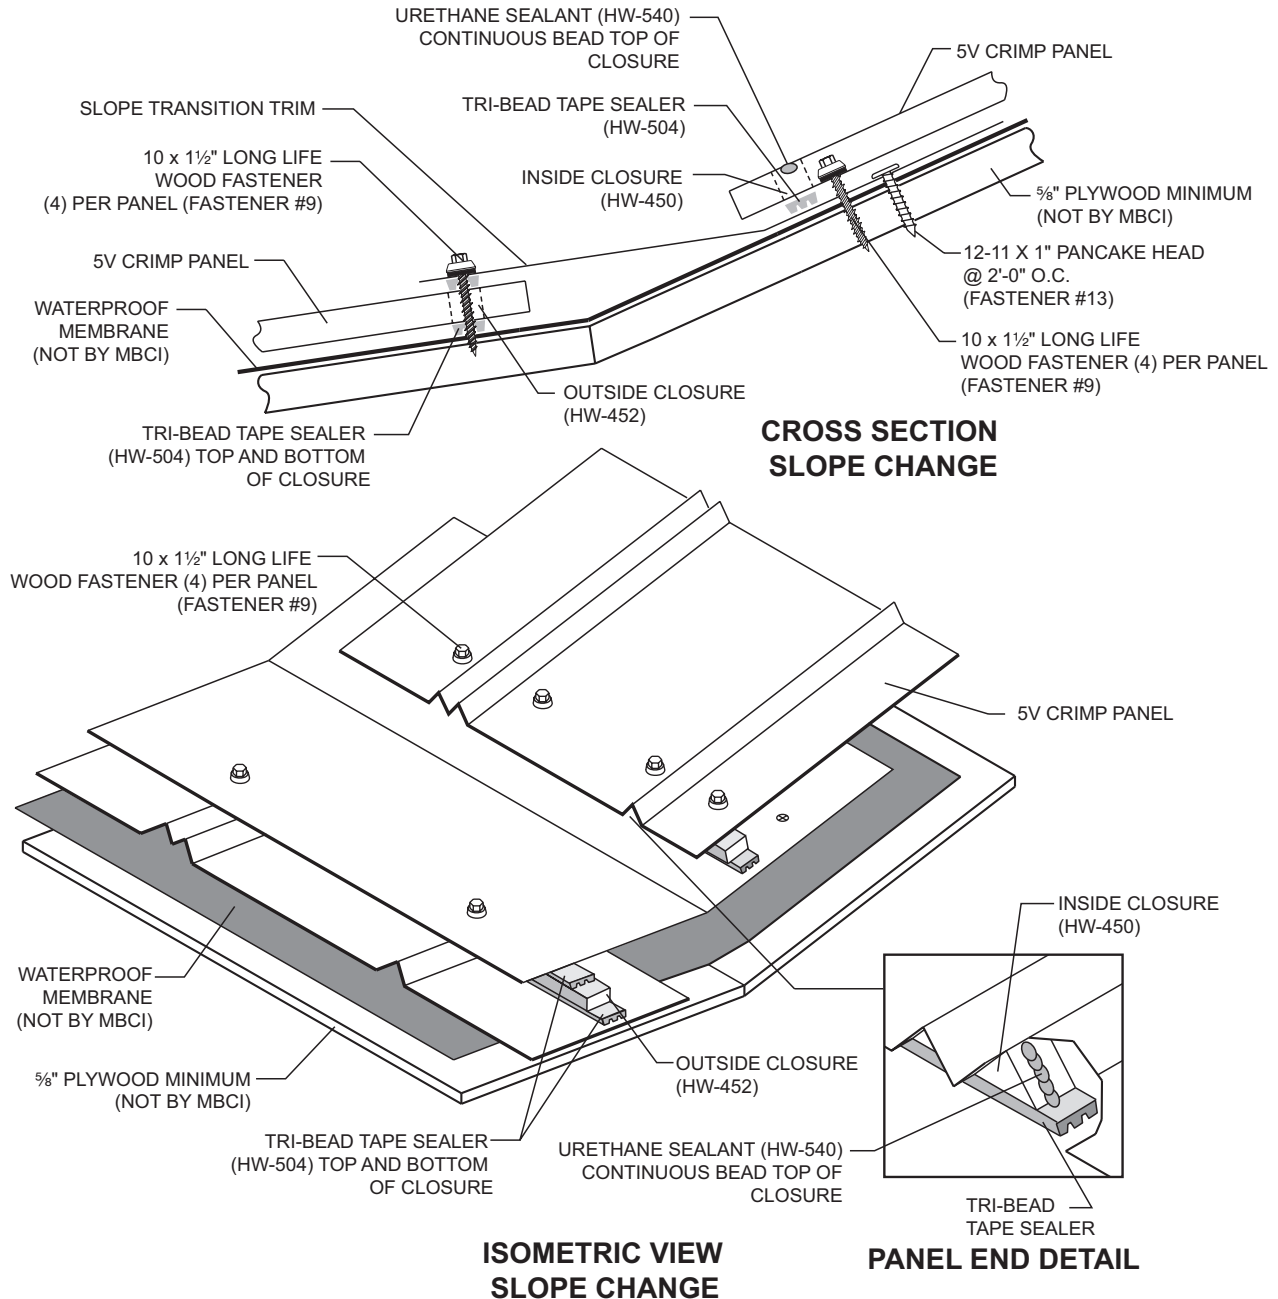 URETHANE SEALANT (HW-540)
CONTINUOUS BEAD TOP OF
CLOSURE
5V CRIMP PANEL
SLOPE TRANSITION TRIM
TRI-BEAD TAPE SEALER
(HW-504)
10 x 1½" LONG LIFE
WOOD FASTENER
(4) PER PANEL (FASTENER #9)
INSIDE CLOSURE
(HW-450)
⅝" PLYWOOD MINIMUM
(NOT BY MBCI)
5V CRIMP PANEL
12-11 X 1" PANCAKE HEAD
@ 2'-0" O.C.
(FASTENER #13)
WATERPROOF
MEMBRANE
(NOT BY MBCI)
10 x 1½" LONG LIFE
WOOD FASTENER (4) PER PANEL
(FASTENER #9)
OUTSIDE CLOSURE
(HW-452)
TRI-BEAD TAPE SEALER
(HW-504) TOP AND BOTTOM
OF CLOSURE
CROSS SECTION
SLOPE CHANGE
10 x 1½" LONG LIFE
WOOD FASTENER (4) PER PANEL
(FASTENER #9)
5V CRIMP PANEL
INSIDE CLOSURE
(HW-450)
WATERPROOF
MEMBRANE
(NOT BY MBCI)
OUTSIDE CLOSURE
(HW-452)
⅝" PLYWOOD MINIMUM
(NOT BY MBCI)
TRI-BEAD TAPE SEALER
(HW-504) TOP AND BOTTOM
OF CLOSURE
URETHANE SEALANT (HW-540)
CONTINUOUS BEAD TOP OF
CLOSURE
TRI-BEAD
TAPE SEALER
ISOMETRIC VIEW
SLOPE CHANGE
PANEL END DETAIL